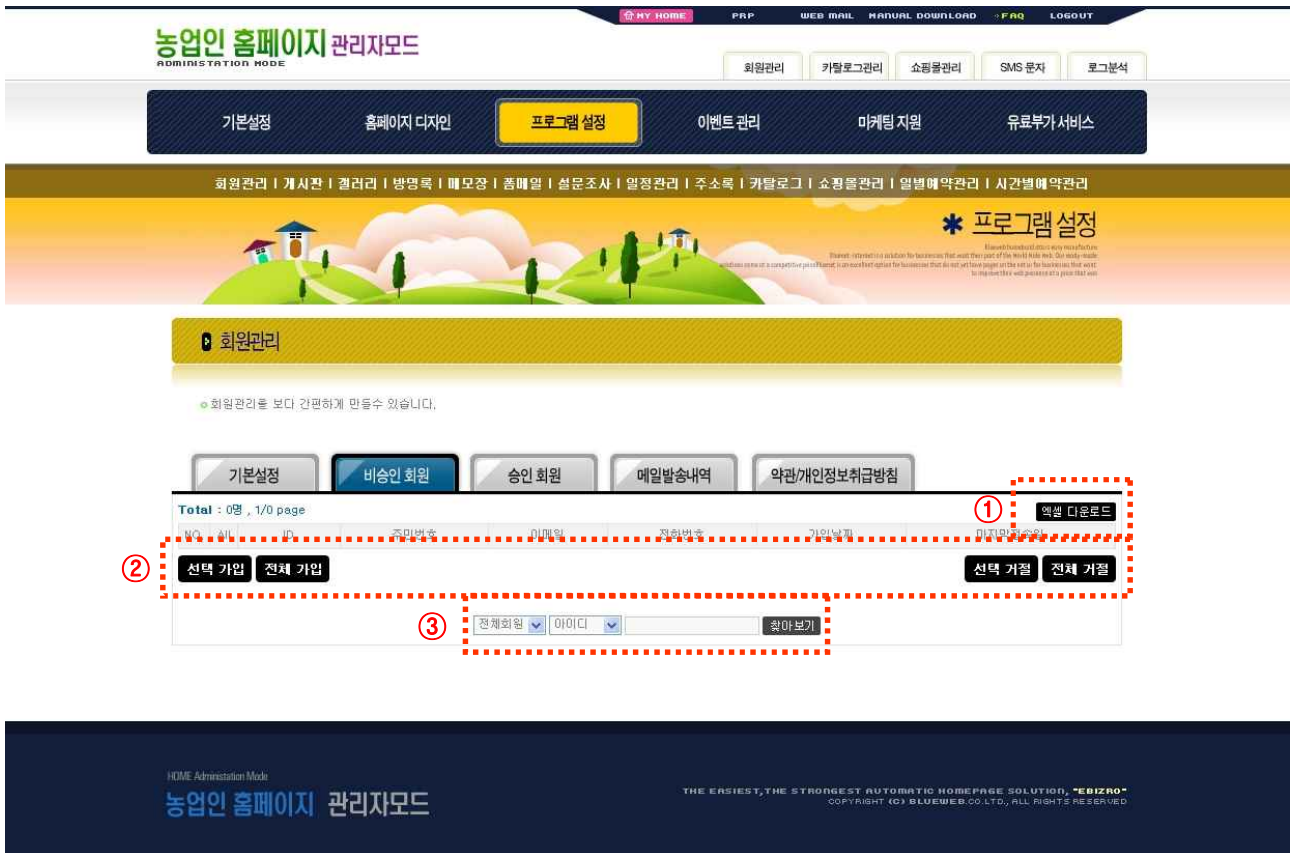 MY HOME PRP WEB MAIL MANUAL DOWNLOAD FAQ LOGOUT
농업인 홈페이지 관리자모드
ADMINISTATION MODE
회원관리 카탈로그관리 쇼핑몰관리 SMS 문자 로그분석
기본설정 홈페이지 디자인 프로그램 설정 이벤트 관리 마케팅 지원 유료부가 서비스
회원관리 | 게시판 | 갤러리 | 방명록 | 메모장 | 폼메일 | 설문조사 | 일정관리 | 주소록 | 카탈로그 | 쇼핑몰관리 | 일별예약관리 | 시간별예약관리
프로그램 설정
회원관리
회원관리를 보다 간편하게 만들수 있습니다.
기본설정 비승인 회원 승인 회원 메일발송내역 약관/개인정보취급방침
Total : 0명 , 1/0 page
① 엑셀 다운로드
NO All ID 주민번호 이메일 전화번호 가입날짜
② 선택 가입 전체 가입 선택 거절 전체 거절
③ 전체회원 아이디 찾아보기
HOME Administation Mode
농업인 홈페이지 관리자모드
THE EASIEST,THE STRONGEST AUTOMATIC HOMEPAGE SOLUTION, "EBIZRO"
COPYRIGHT (C) BLUEWEB.CO.LTD., ALL RIGHTS RESERVED